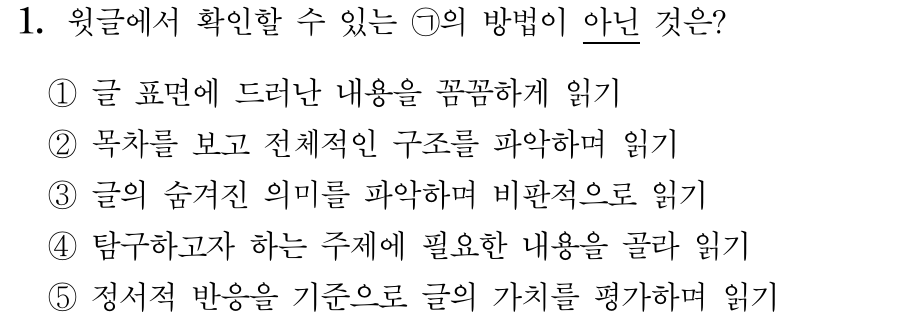 1. 윗글에서 확인할 수 있는 ㉠의 방법이 아닌 것은?
① 글 표면에 드러난 내용을 꼼꼼하게 읽기
② 목차를 보고 전체적인 구조를 파악하며 읽기
③ 글의 숨겨진 의미를 파악하며 비판적으로 읽기
④ 탐구하고자 하는 주제에 필요한 내용을 골라 읽기
⑤ 정서적 반응을 기준으로 글의 가치를 평가하며 읽기